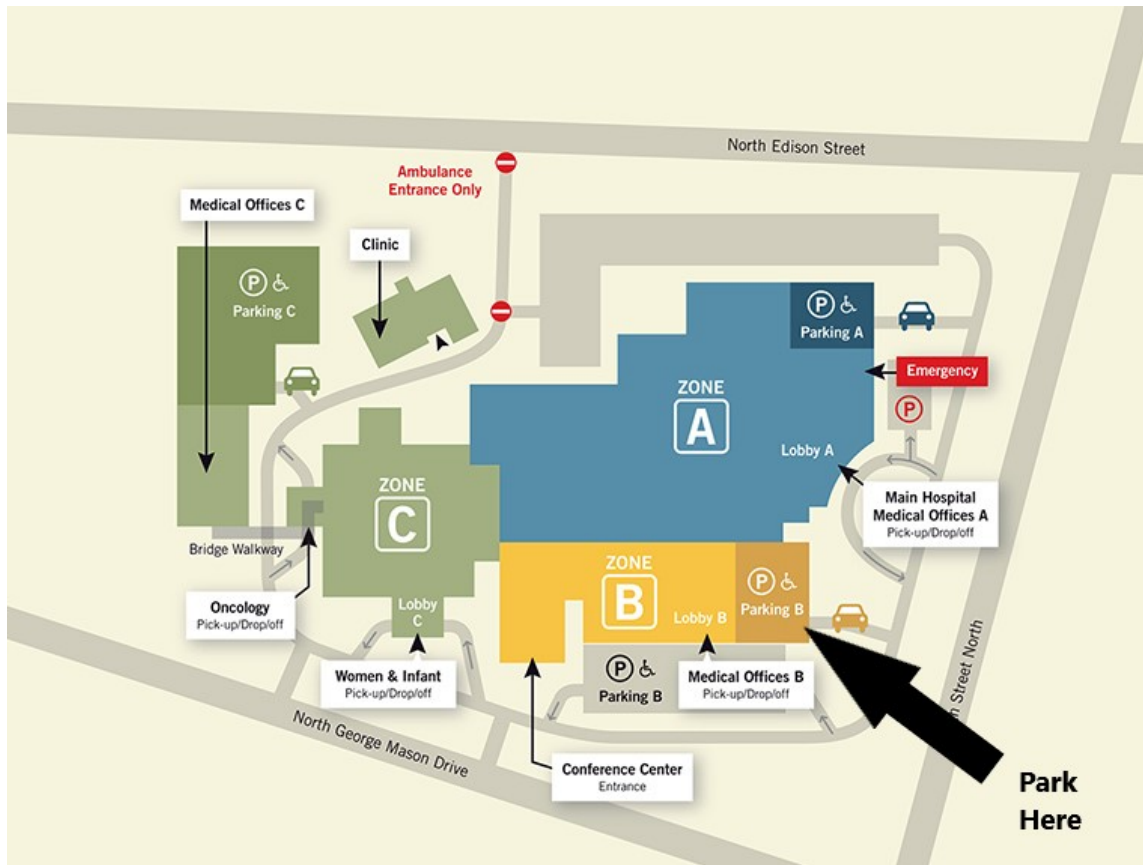 North Edison Street
Ambulance
Entrance Only
Medical Offices C
Clinic
P
Parking C
P
Parking A
Emergency
P
ZONE
A
Lobby A
Main Hospital
Medical Offices A
Pick-up/Drop/off
ZONE
C
Bridge Walkway
ZONE
B
P
Parking B
Lobby B
Oncology
Pick-up/Drop/off
Lobby
C
Women & Infant
Pick-up/Drop/off
P
Parking B
Medical Offices B
Pick-up/Drop/off
Street North
North George Mason Drive
Conference Center
Entrance
Park
Here